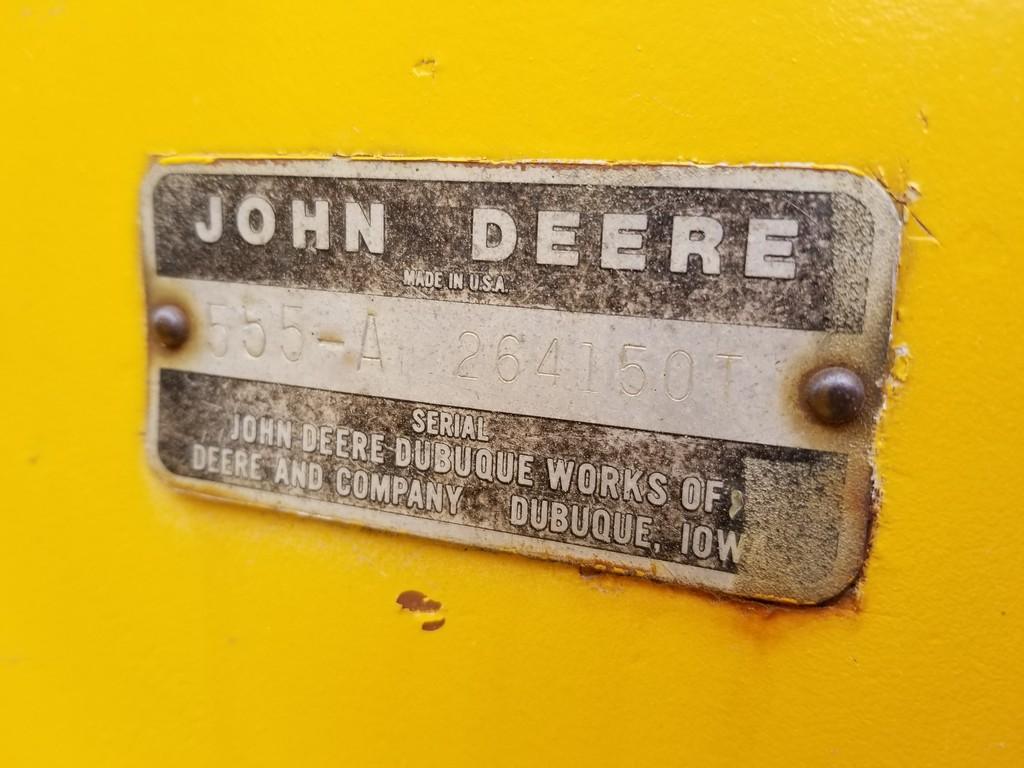 JOHN DEERE
MADE IN U.S.A.
555-A 264150T
SERIAL
JOHN DEERE DUBUQUE WORKS OF
DEERE AND COMPANY DUBUQUE, IOW